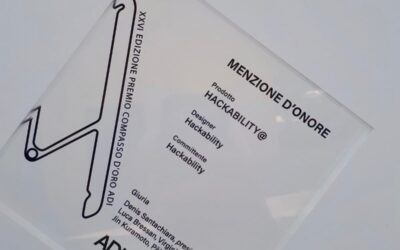 XXVI EDIZIONE PREMIO COMPASSO D'ORO ADI
MENZIONE D'ONORE
Prodotto
HACKABILITY@
Designer
Hackability
Committente
Hackability
Giuria
Denis Santachiara,
Luca Bressan,
Jin Kuramoto,